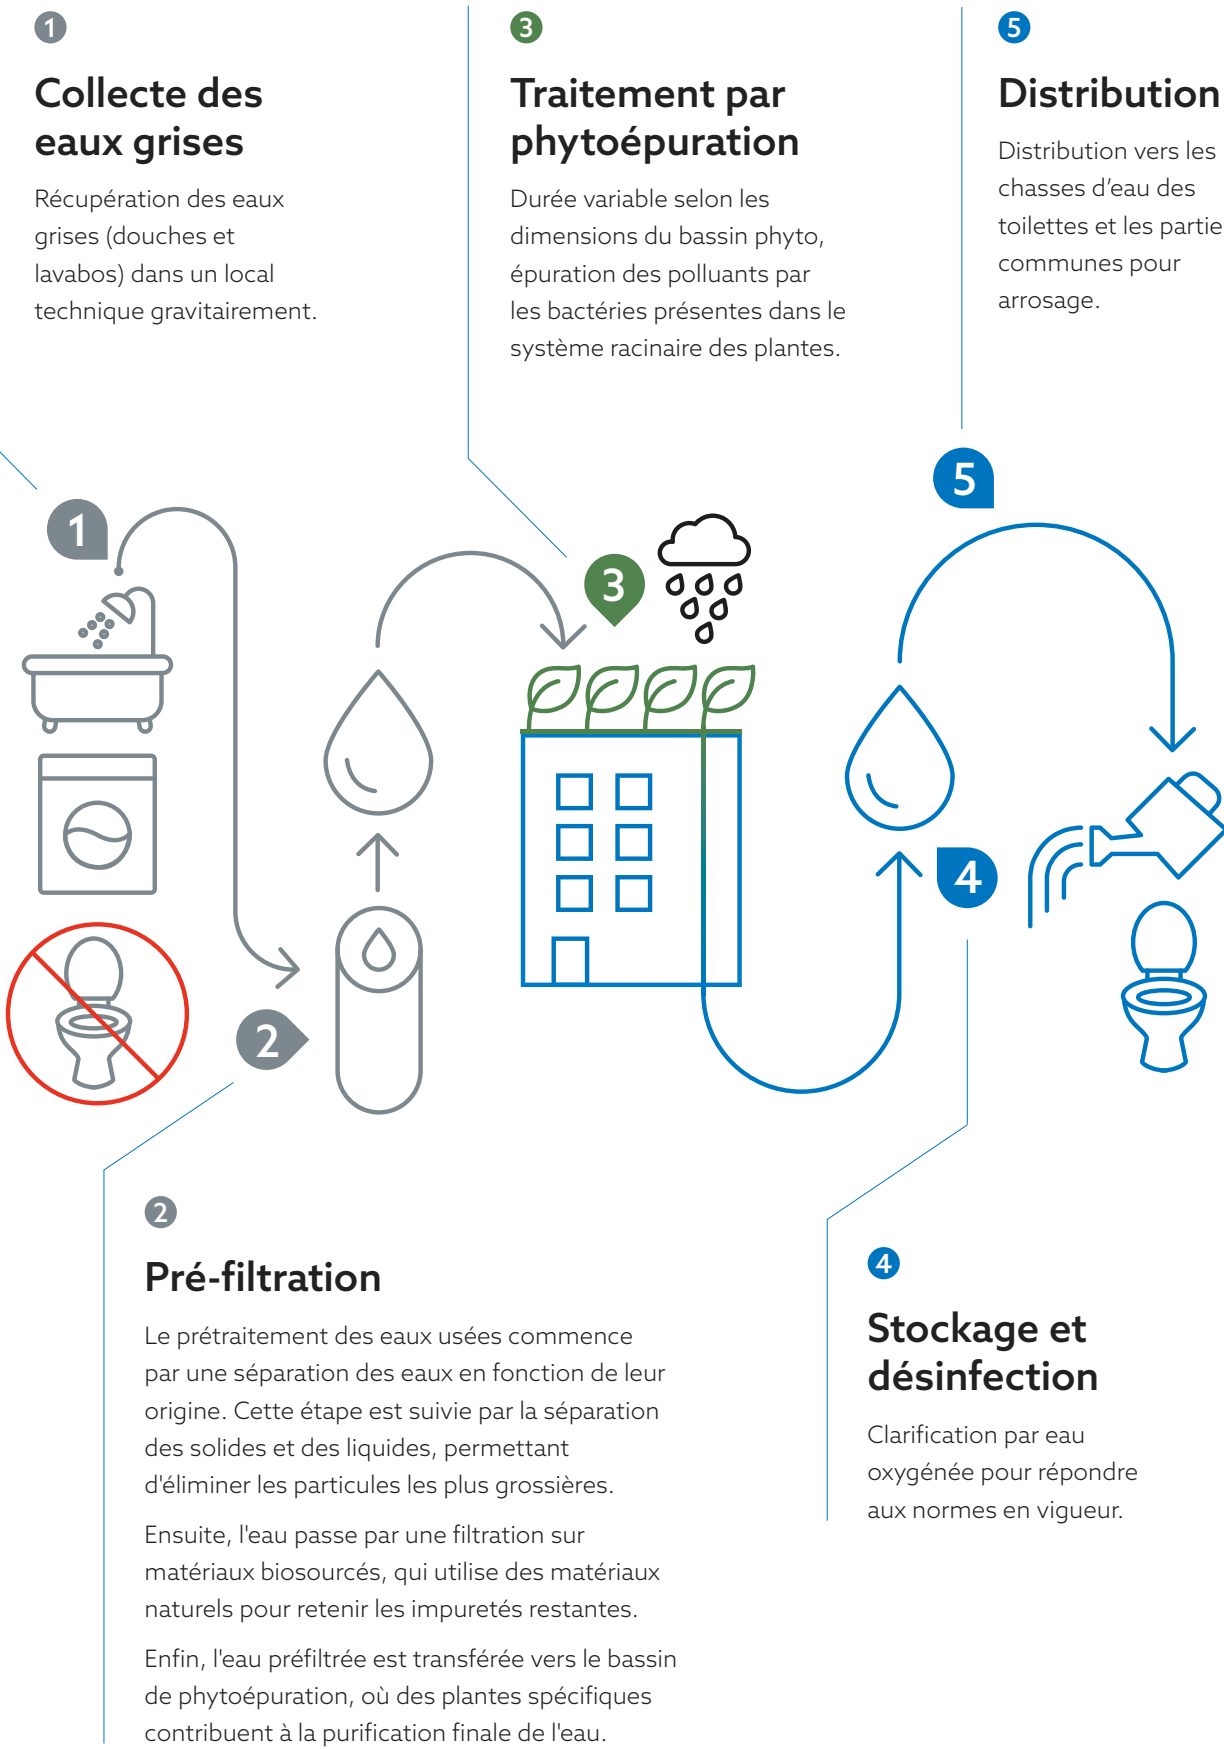 1
Collecte des
eaux grises
Récupération des eaux
grises (douches et
lavabos) dans un local
technique gravitairement.
3
Traitement par
phytoépuration
Durée variable selon les
dimensions du bassin phyto,
épuration des polluants par
les bactéries présentes dans le
système racinaire des plantes.
5
Distribution
Distribution vers les
chasses d’eau des
toilettes et les partie
communes pour
arrosage.
1
3
5
2
4
2
Pré-filtration
Le prétraitement des eaux usées commence
par une séparation des eaux en fonction de leur
origine. Cette étape est suivie par la séparation
des solides et des liquides, permettant
d'éliminer les particules les plus grossières.
Ensuite, l'eau passe par une filtration sur
matériaux biosourcés, qui utilise des matériaux
naturels pour retenir les impuretés restantes.
Enfin, l'eau préfiltrée est transférée vers le bassin
de phytoépuration, où des plantes spécifiques
contribuent à la purification finale de l'eau.
4
Stockage et
désinfection
Clarification par eau
oxygénée pour répondre
aux normes en vigueur.